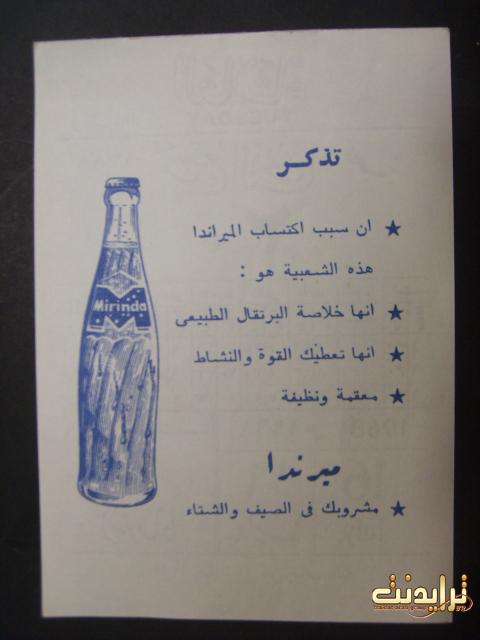 تذكر
★ ان سبب اكتساب الميراندا
هذه الشعبية هو :
★ انها خلاصة البرتقال الطبيعى
★ انها تعطيك القوة والنشاط
★ معقمة ونظيفة
ميرندا
★ مشروبك فى الصيف والشتاء
Mirinda
ترايدنت